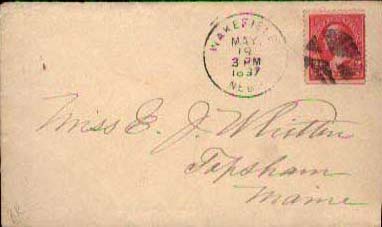 WAKEFIELD
MAY
19
3 PM
1897
NEB.
Miss E. J. Whitten
Topsham
Maine